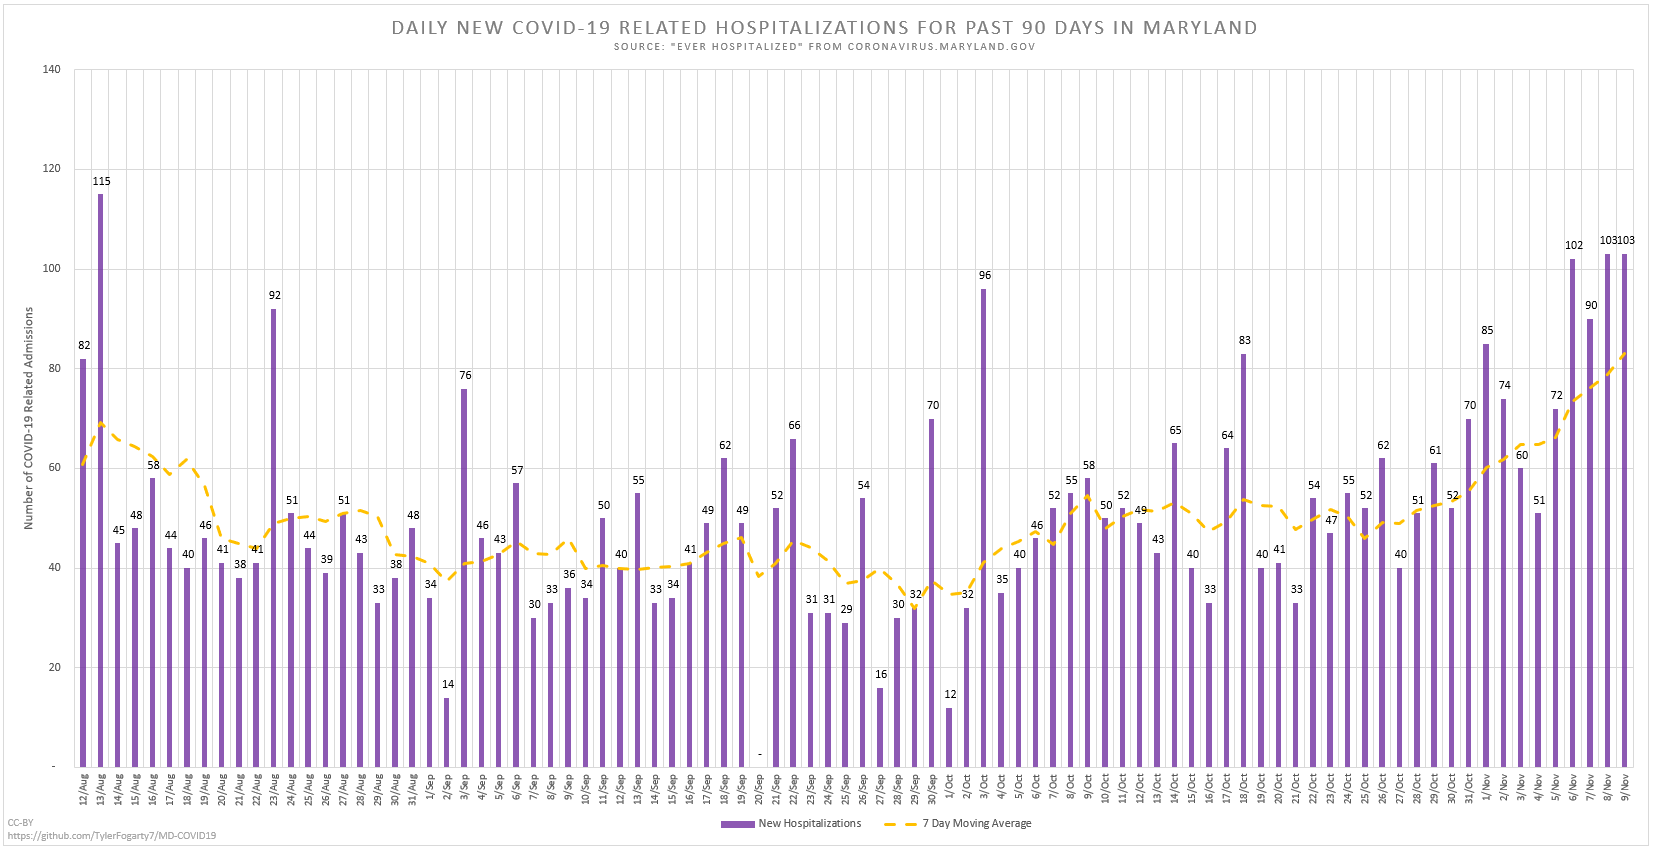 DAILY NEW COVID-19 RELATED HOSPITALIZATIONS FOR PAST 90 DAYS IN MARYLAND
SOURCE: "EVER HOSPITALIZED" FROM CORONAVIRUS.MARYLAND.GOV
Number of COVID-19 Related Admissions
140
120
100
80
60
40
20
-
82 115 45 48 58 44 40 46 41 38 41 92 51 44 39 51 43 33 38 48 34 14 76 46 43 57 30 33 36 34 50 40 55 33 34 41 49 62 49 - 52 66 31 31 29 54 16 30 32 70 12 32 96 35 40 46 52 55 58 50 52 49 43 65 40 33 64 83 40 41 33 54 47 55 52 62 40 51 61 52 70 85 74 60 51 72 102 90 103 103
12/Aug 13/Aug 14/Aug 15/Aug 16/Aug 17/Aug 18/Aug 19/Aug 20/Aug 21/Aug 22/Aug 23/Aug 24/Aug 25/Aug 26/Aug 27/Aug 28/Aug 29/Aug 30/Aug 31/Aug 1/Sep 2/Sep 3/Sep 4/Sep 5/Sep 6/Sep 7/Sep 8/Sep 9/Sep 10/Sep 11/Sep 12/Sep 13/Sep 14/Sep 15/Sep 16/Sep 17/Sep 18/Sep 19/Sep 20/Sep 21/Sep 22/Sep 23/Sep 24/Sep 25/Sep 26/Sep 27/Sep 28/Sep 29/Sep 30/Sep 1/Oct 2/Oct 3/Oct 4/Oct 5/Oct 6/Oct 7/Oct 8/Oct 9/Oct 10/Oct 11/Oct 12/Oct 13/Oct 14/Oct 15/Oct 16/Oct 17/Oct 18/Oct 19/Oct 20/Oct 21/Oct 22/Oct 23/Oct 24/Oct 25/Oct 26/Oct 27/Oct 28/Oct 29/Oct 30/Oct 31/Oct 1/Nov 2/Nov 3/Nov 4/Nov 5/Nov 6/Nov 7/Nov 8/Nov 9/Nov
New Hospitalizations 7 Day Moving Average
CC-BY
https://github.com/TylerFogarty7/MD-COVID19